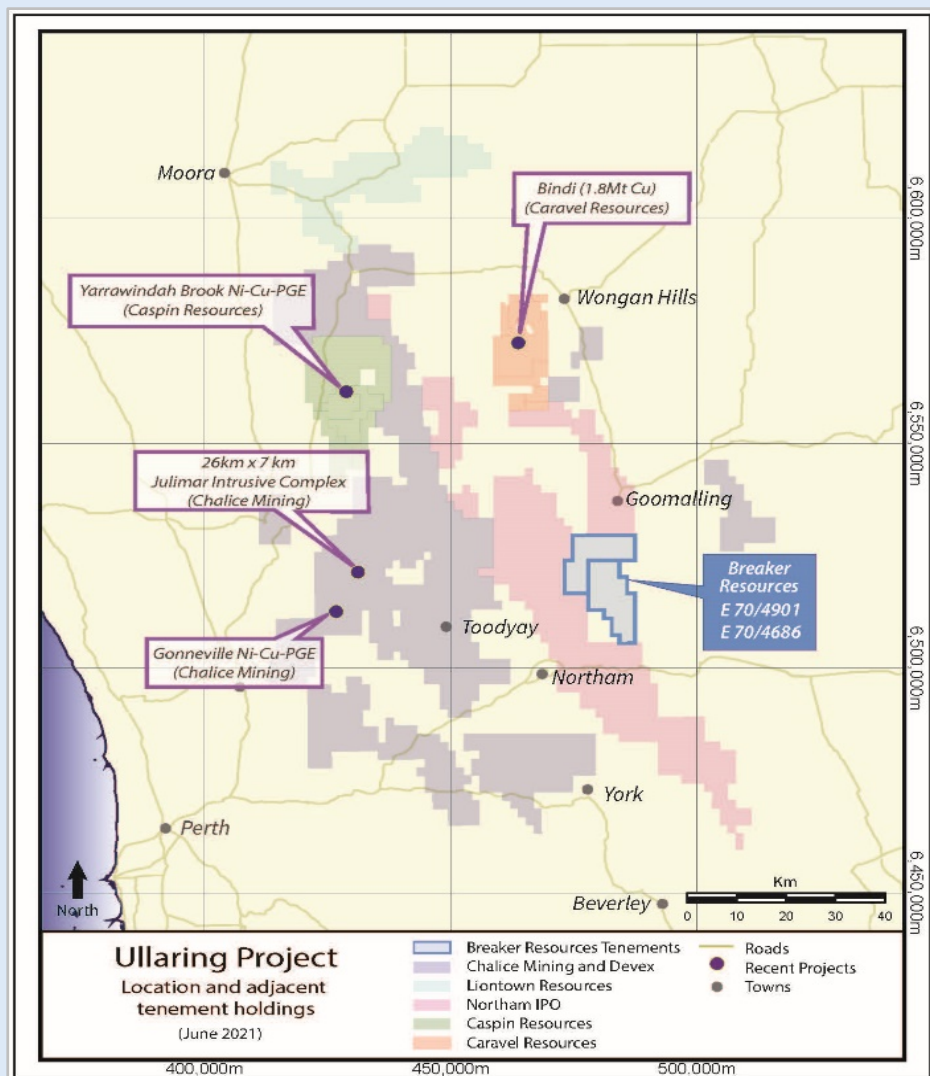 Moora
Bindi (1.8Mt Cu)
(Caravel Resources)
6,600,000m
Yarrawindah Brook Ni-Cu-PGE
(Caspin Resources)
Wongan Hills
6,550,000m
26km x 7 km
Julimar Intrusive Complex
(Chalice Mining)
Goomalling
Breaker
Resources
E 70/4901
E 70/4686
Toodyay
Gonneville Ni-Cu-PGE
(Chalice Mining)
Northam
6,500,000m
York
Perth
North
Beverley
Km
0 10 20 30 40
6,450,000m
Ullaring Project
Location and adjacent
tenement holdings
(June 2021)
Breaker Resources Tenements
Chalice Mining and Devex
Liontown Resources
Northam IPO
Caspin Resources
Caravel Resources
Roads
Recent Projects
Towns
400,000m 450,000m 500,000m